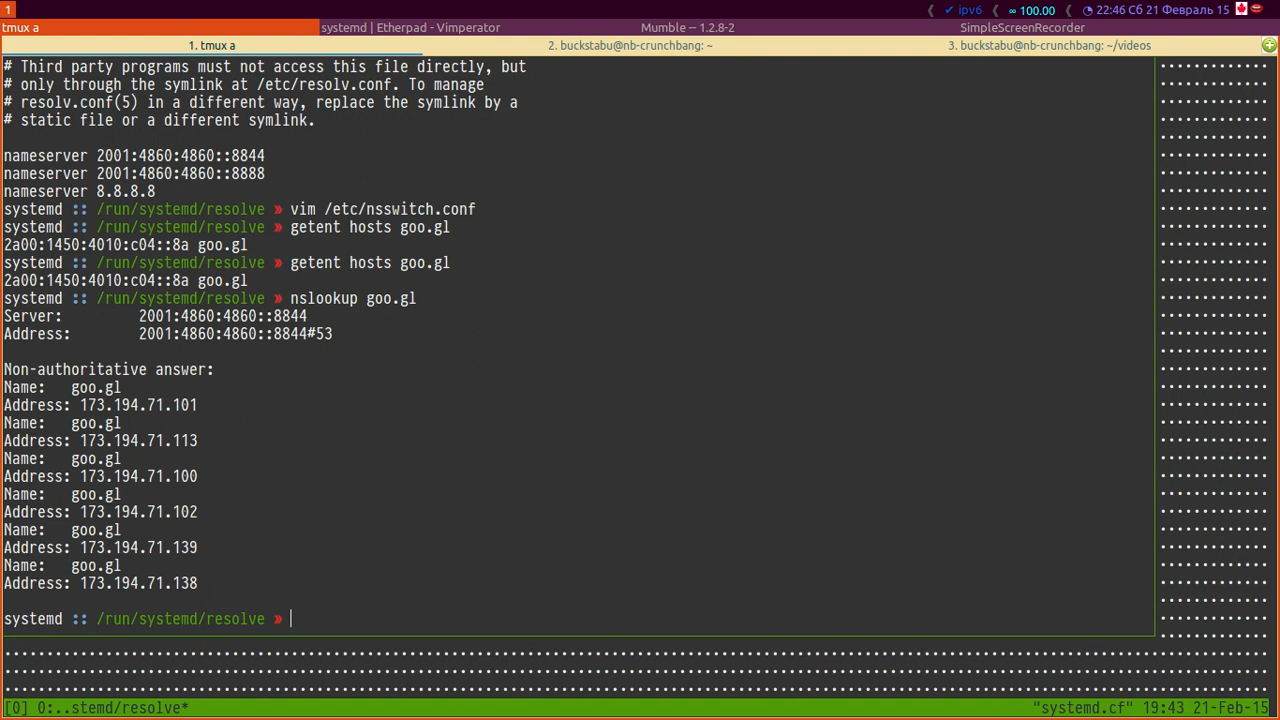 1
ipv6 ∞ 100.00 22:46 Сб 21 Февраль 15
tmux a systemd | Etherpad - Vimperator Mumble -- 1.2.8-2 SimpleScreenRecorder
1. tmux a 2. buckstabu@nb-crunchbang: ~ 3. buckstabu@nb-crunchbang: ~/videos
# Third party programs must not access this file directly, but
# only through the symlink at /etc/resolv.conf. To manage
# resolv.conf(5) in a different way, replace the symlink by a
# static file or a different symlink.
nameserver 2001:4860:4860::8844
nameserver 2001:4860:4860::8888
nameserver 8.8.8.8
systemd :: /run/systemd/resolve » vim /etc/nsswitch.conf
systemd :: /run/systemd/resolve » getent hosts goo.gl
2a00:1450:4010:c04::8a goo.gl
systemd :: /run/systemd/resolve » getent hosts goo.gl
2a00:1450:4010:c04::8a goo.gl
systemd :: /run/systemd/resolve » nslookup goo.gl
Server: 2001:4860:4860::8844
Address: 2001:4860:4860::8844#53
Non-authoritative answer:
Name: goo.gl
Address: 173.194.71.101
Name: goo.gl
Address: 173.194.71.113
Name: goo.gl
Address: 173.194.71.100
Name: goo.gl
Address: 173.194.71.102
Name: goo.gl
Address: 173.194.71.139
Name: goo.gl
Address: 173.194.71.138
systemd :: /run/systemd/resolve »
[0] 0:..stemd/resolve* "systemd.cf" 19:43 21-Feb-15